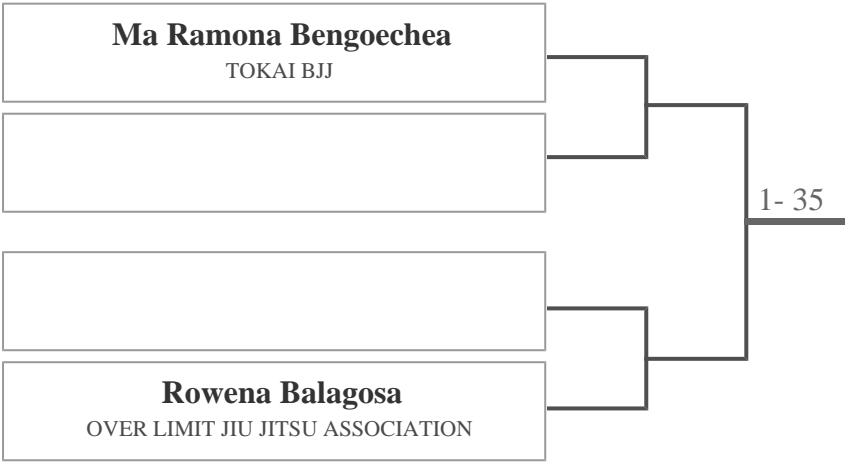 Ma Ramona Bengoechea
TOKAI BJJ
1- 35
Rowena Balagosa
OVER LIMIT JIU JITSU ASSOCIATION